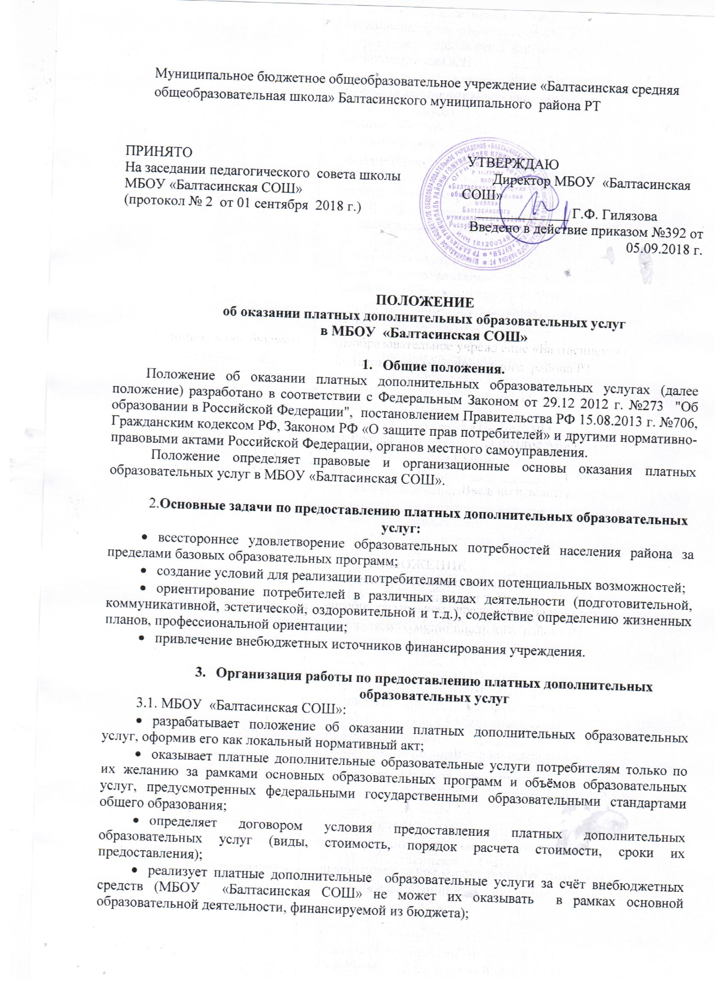 Муниципальное бюджетное общеобразовательное учреждение «Балтасинская средняя
общеобразовательная школа» Балтасинского муниципального района РТ
ПРИНЯТО
На заседании педагогического совета школы
МБОУ «Балтасинская СОШ»
(протокол № 2 от 01 сентября 2018 г.)
УТВЕРЖДАЮ
Директор МБОУ «Балтасинская
СОШ»
Г.Ф. Гилязова
Введено в действие приказом №392 от
05.09.2018 г.
«Балтасинская средняя
общеобразовательная
школа»
Балтасинского
муниципального района
ПОЛОЖЕНИЕ
об оказании платных дополнительных образовательных услуг
в МБОУ «Балтасинская СОШ»
1. Общие положения.
Положение об оказании платных дополнительных образовательных услугах (далее
положение) разработано в соответствии с Федеральным Законом от 29.12 2012 г. №273 "Об
образовании в Российской Федерации", постановлением Правительства РФ 15.08.2013 г. №706,
Гражданским кодексом РФ, Законом РФ «О защите прав потребителей» и другими нормативно-
правовыми актами Российской Федерации, органов местного самоуправления.
Положение определяет правовые и организационные основы оказания платных
образовательных услуг в МБОУ «Балтасинская СОШ».
2.Основные задачи по предоставлению платных дополнительных образовательных
услуг:
• всестороннее удовлетворение образовательных потребностей населения района за
пределами базовых образовательных программ;
• создание условий для реализации потребителями своих потенциальных возможностей;
• ориентирование потребителей в различных видах деятельности (подготовительной,
коммуникативной, эстетической, оздоровительной и т.д.), содействие определению жизненных
планов, профессиональной ориентации;
• привлечение внебюджетных источников финансирования учреждения.
3. Организация работы по предоставлению платных дополнительных
образовательных услуг
3.1. МБОУ «Балтасинская СОШ»:
• разрабатывает положение об оказании платных дополнительных образовательных
услуг, оформив его как локальный нормативный акт;
• оказывает платные дополнительные образовательные услуги потребителям только по
их желанию за рамками основных образовательных программ и объёмов образовательных
услуг, предусмотренных федеральными государственными образовательными стандартами
общего образования;
• определяет договором условия предоставления платных дополнительных
образовательных услуг (виды, стоимость, порядок расчета стоимости, сроки их
предоставления);
• реализует платные дополнительные образовательные услуги за счёт внебюджетных
средств (МБОУ «Балтасинская СОШ» не может их оказывать в рамках основной
образовательной деятельности, финансируемой из бюджета);